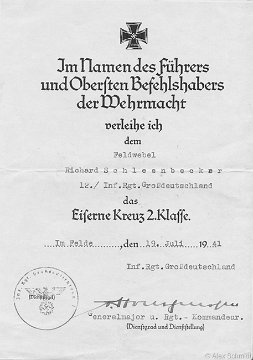 Im Namen des Führers
und Obersten Befehlshabers
der Wehrmacht
verleihe ich
dem
Feldwebel
Richard Schleenbecker
12./ Inf.Rgt.Großdeutschland
das
Eiserne Kreuz 2.Klasse.
Im Felde, den 19. Juli 1941
Inf.Rgt.Großdeutschland
(Dienstsiegel)
Generalmajor u. Rgt.- Kommandeur.
(Dienstgrad und Dienststellung)
© Alex Schmidt